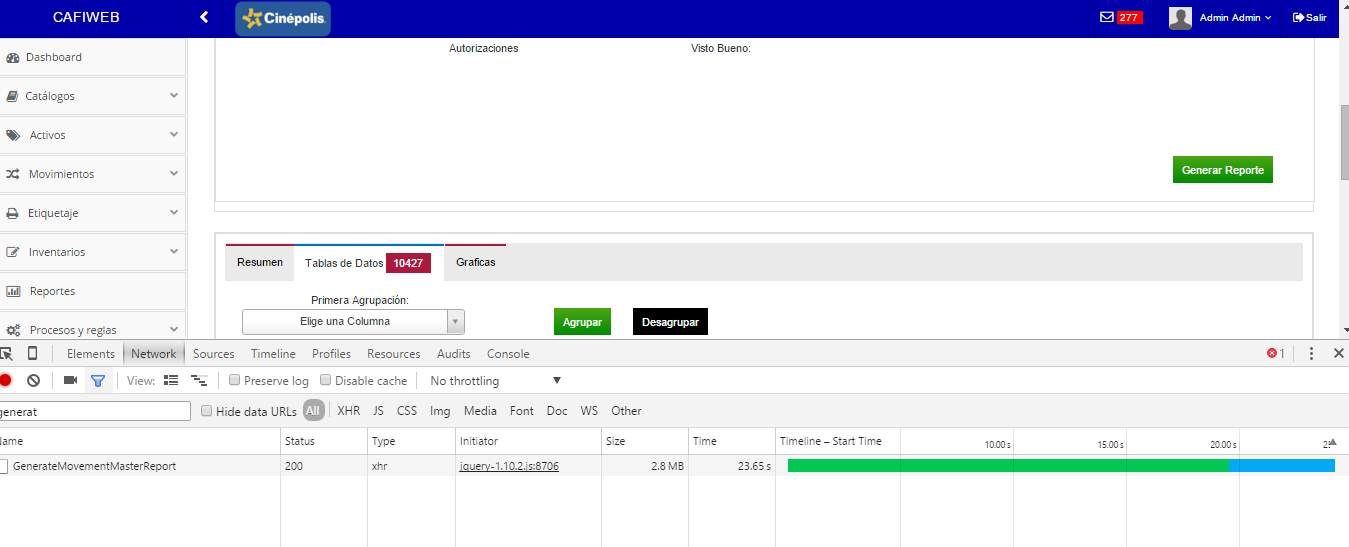 CAFIWEB Cinépolis 277 Admin Admin Salir
Dashboard
Catálogos
Activos
Movimientos
Etiquetaje
Inventarios
Reportes
Procesos y reglas
Autorizaciones Visto Bueno:
Generar Reporte
Resumen Tablas de Datos 10427 Graficas
Primera Agrupación:
Elige una Columna Agrupar Desagrupar
Elements Network Sources Timeline Profiles Resources Audits Console 1
View: Preserve log Disable cache No throttling
generat Hide data URLs All XHR JS CSS Img Media Font Doc WS Other
Name Status Type Initiator Size Time Timeline – Start Time 10.00 s 15.00 s 20.00 s
GenerateMovementMasterReport 200 xhr jquery-1.10.2.js:8706 2.8 MB 23.65 s